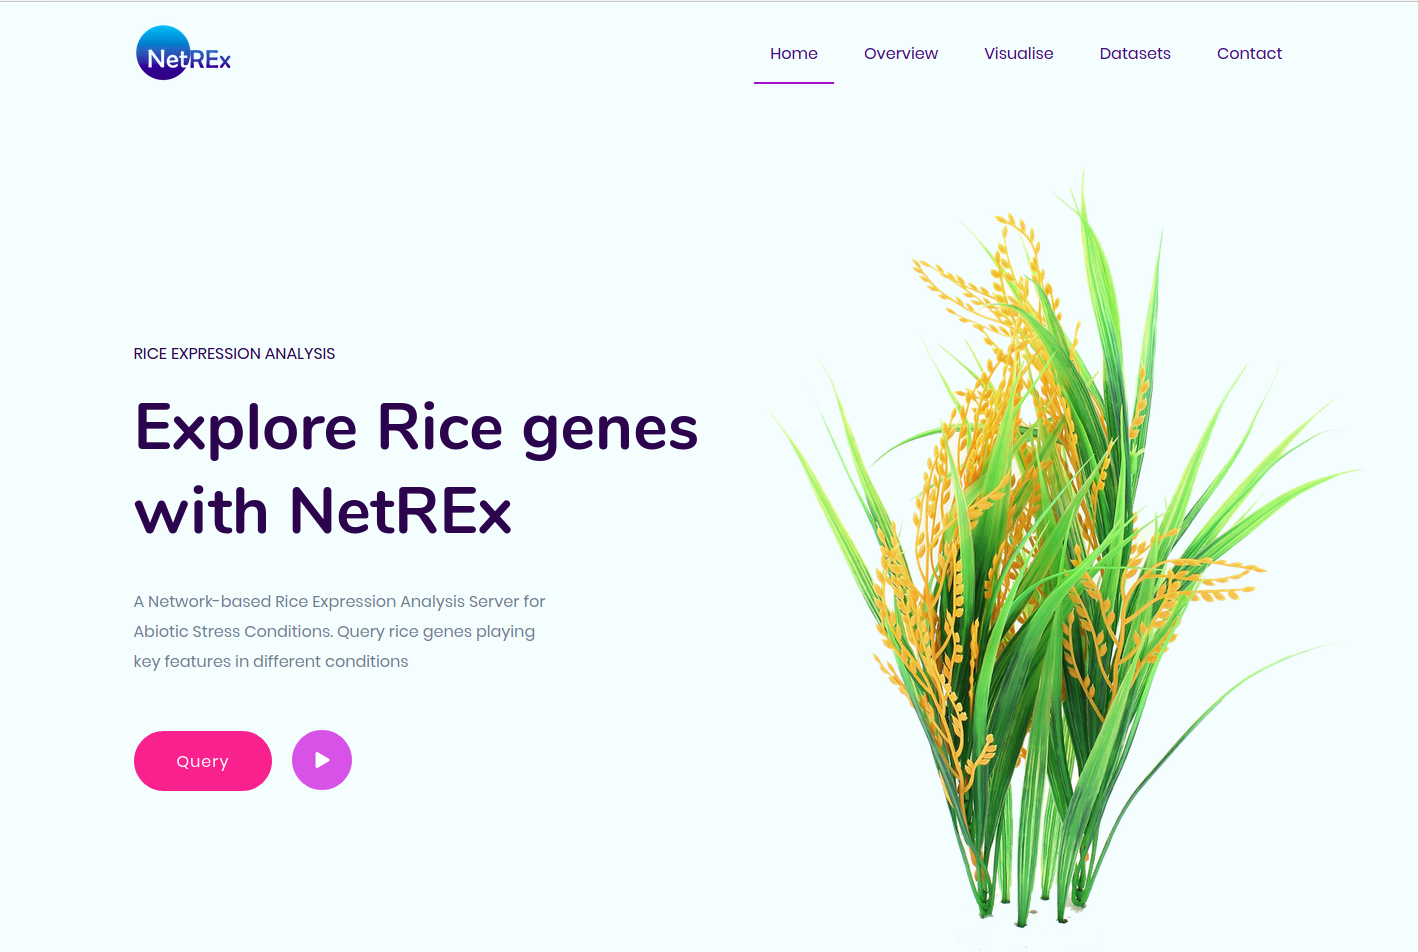 NetREx
Home Overview Visualise Datasets Contact
RICE EXPRESSION ANALYSIS
Explore Rice genes
with NetREx
A Network-based Rice Expression Analysis Server for
Abiotic Stress Conditions. Query rice genes playing
key features in different conditions
Query